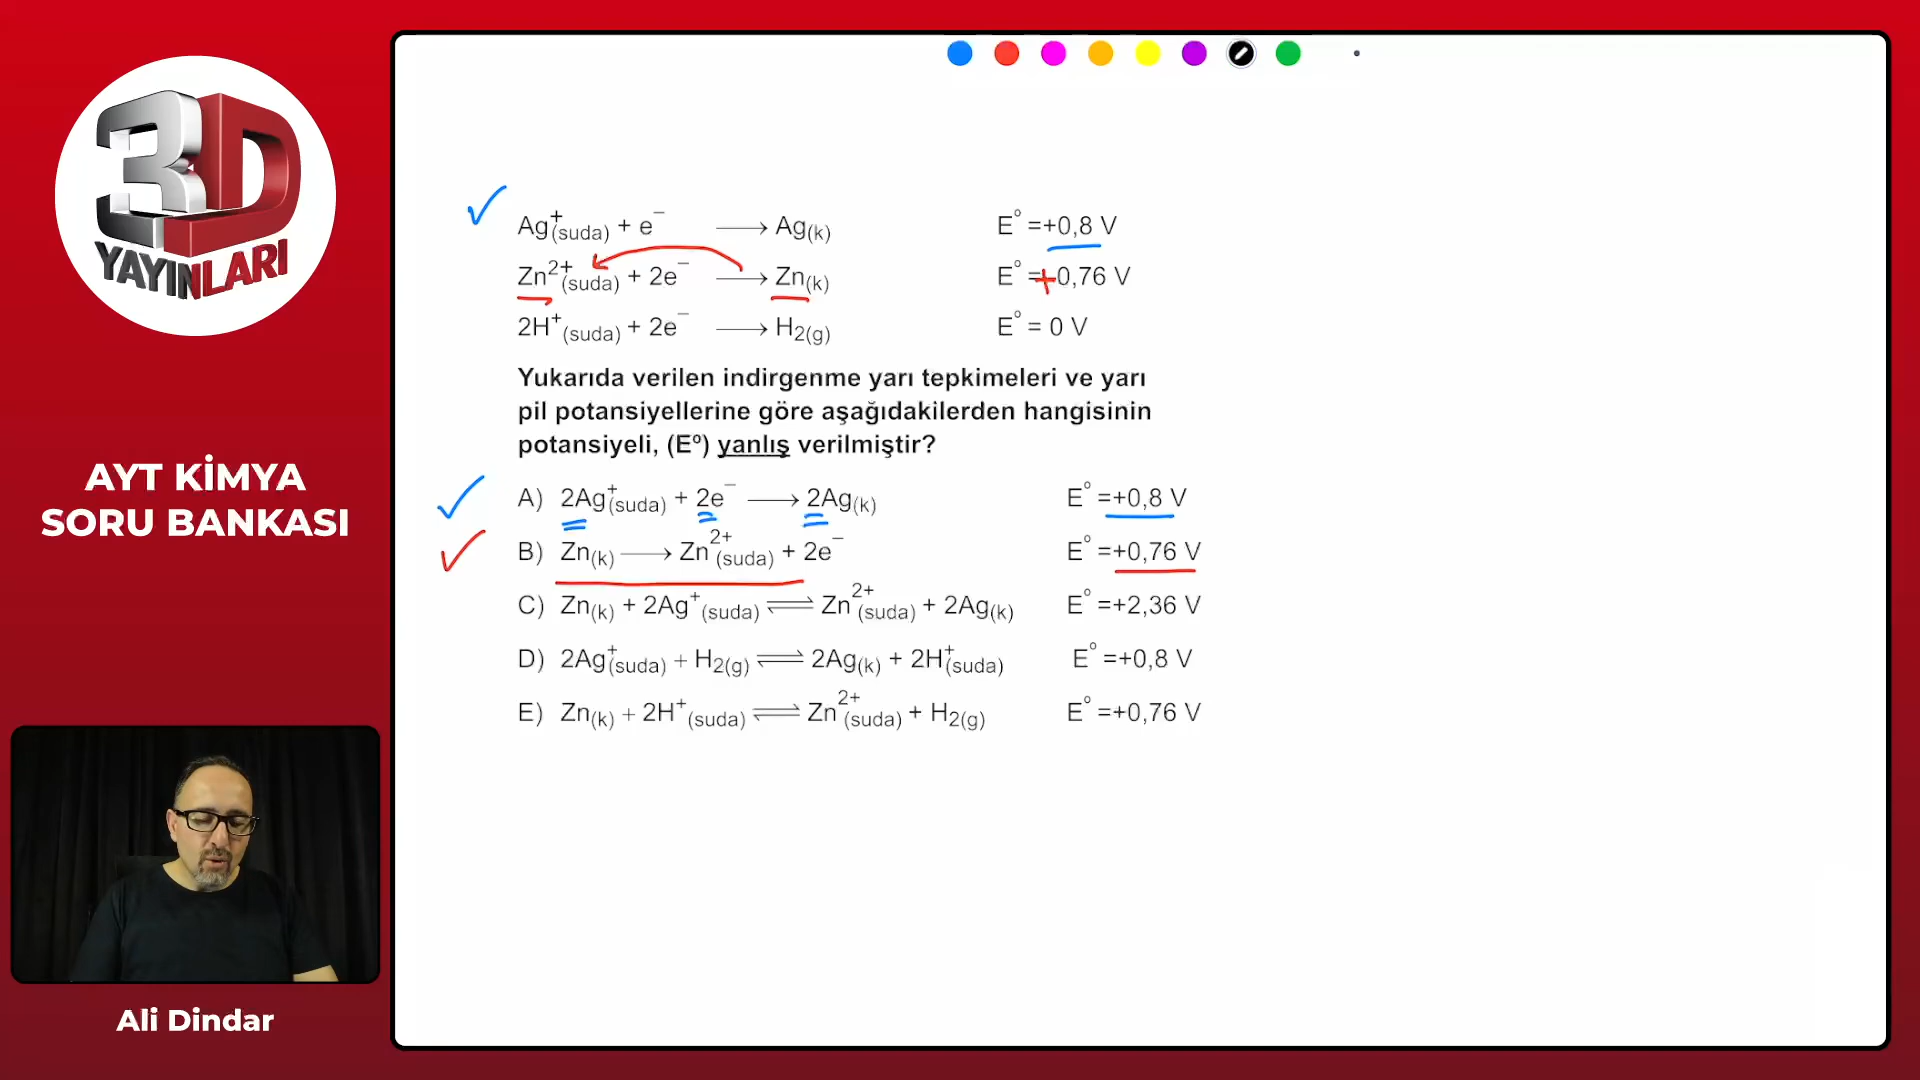 3D
YAYINLARI
AYT KİMYA
SORU BANKASI
Ali Dindar
Ag⁺(suda) + e⁻ ⟶ Ag(k) E° =+0,8 V
Zn²⁺(suda) + 2e⁻ ⟶ Zn(k) E° =+0,76 V
2H⁺(suda) + 2e⁻ ⟶ H₂(g) E° = 0 V
Yukarıda verilen indirgenme yarı tepkimeleri ve yarı
pil potansiyellerine göre aşağıdakilerden hangisinin
potansiyeli, (Eº) yanlış verilmiştir?
A) 2Ag⁺(suda) + 2e⁻ ⟶ 2Ag(k) E° =+0,8 V
B) Zn(k) ⟶ Zn²⁺(suda) + 2e⁻ E° =+0,76 V
C) Zn(k) + 2Ag⁺(suda) ⇌ Zn²⁺(suda) + 2Ag(k) E° =+2,36 V
D) 2Ag⁺(suda) + H₂(g) ⇌ 2Ag(k) + 2H⁺(suda) E° =+0,8 V
E) Zn(k) + 2H⁺(suda) ⇌ Zn²⁺(suda) + H₂(g) E° =+0,76 V